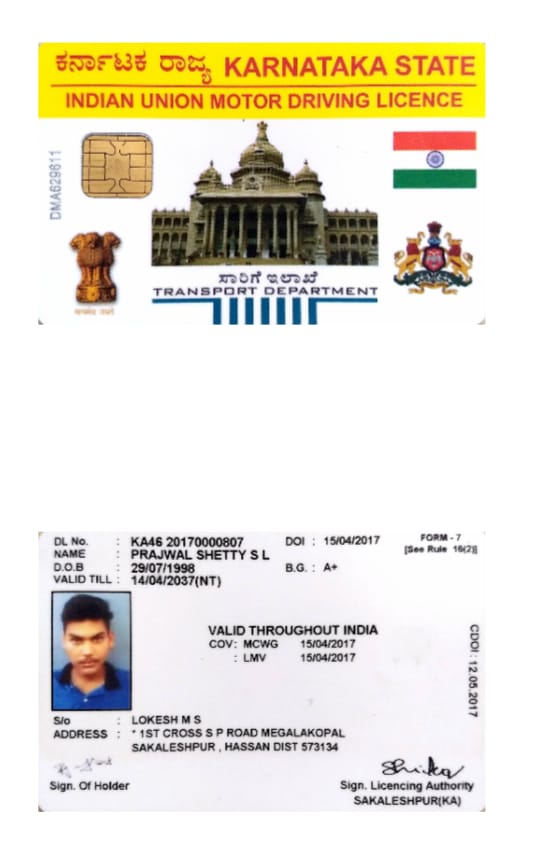 ಕರ್ನಾಟಕ ರಾಜ್ಯ KARNATAKA STATE
INDIAN UNION MOTOR DRIVING LICENCE
DMA629611
सत्यमेव जयते
ಸಾರಿಗೆ ಇಲಾಖೆ
TRANSPORT DEPARTMENT
DL No. : KA46 20170000807 DOI : 15/04/2017 FORM - 7
NAME : PRAJWAL SHETTY S L [See Rule 16(2)]
D.O.B : 29/07/1998 B.G. : A+
VALID TILL : 14/04/2037(NT)
VALID THROUGHOUT INDIA
COV: MCWG 15/04/2017
: LMV 15/04/2017
CDOI : 12.05.2017
S/o : LOKESH M S
ADDRESS : * 1ST CROSS S P ROAD MEGALAKOPAL
SAKALESHPUR , HASSAN DIST 573134
Sign. Of Holder Sign. Licencing Authority
SAKALESHPUR(KA)